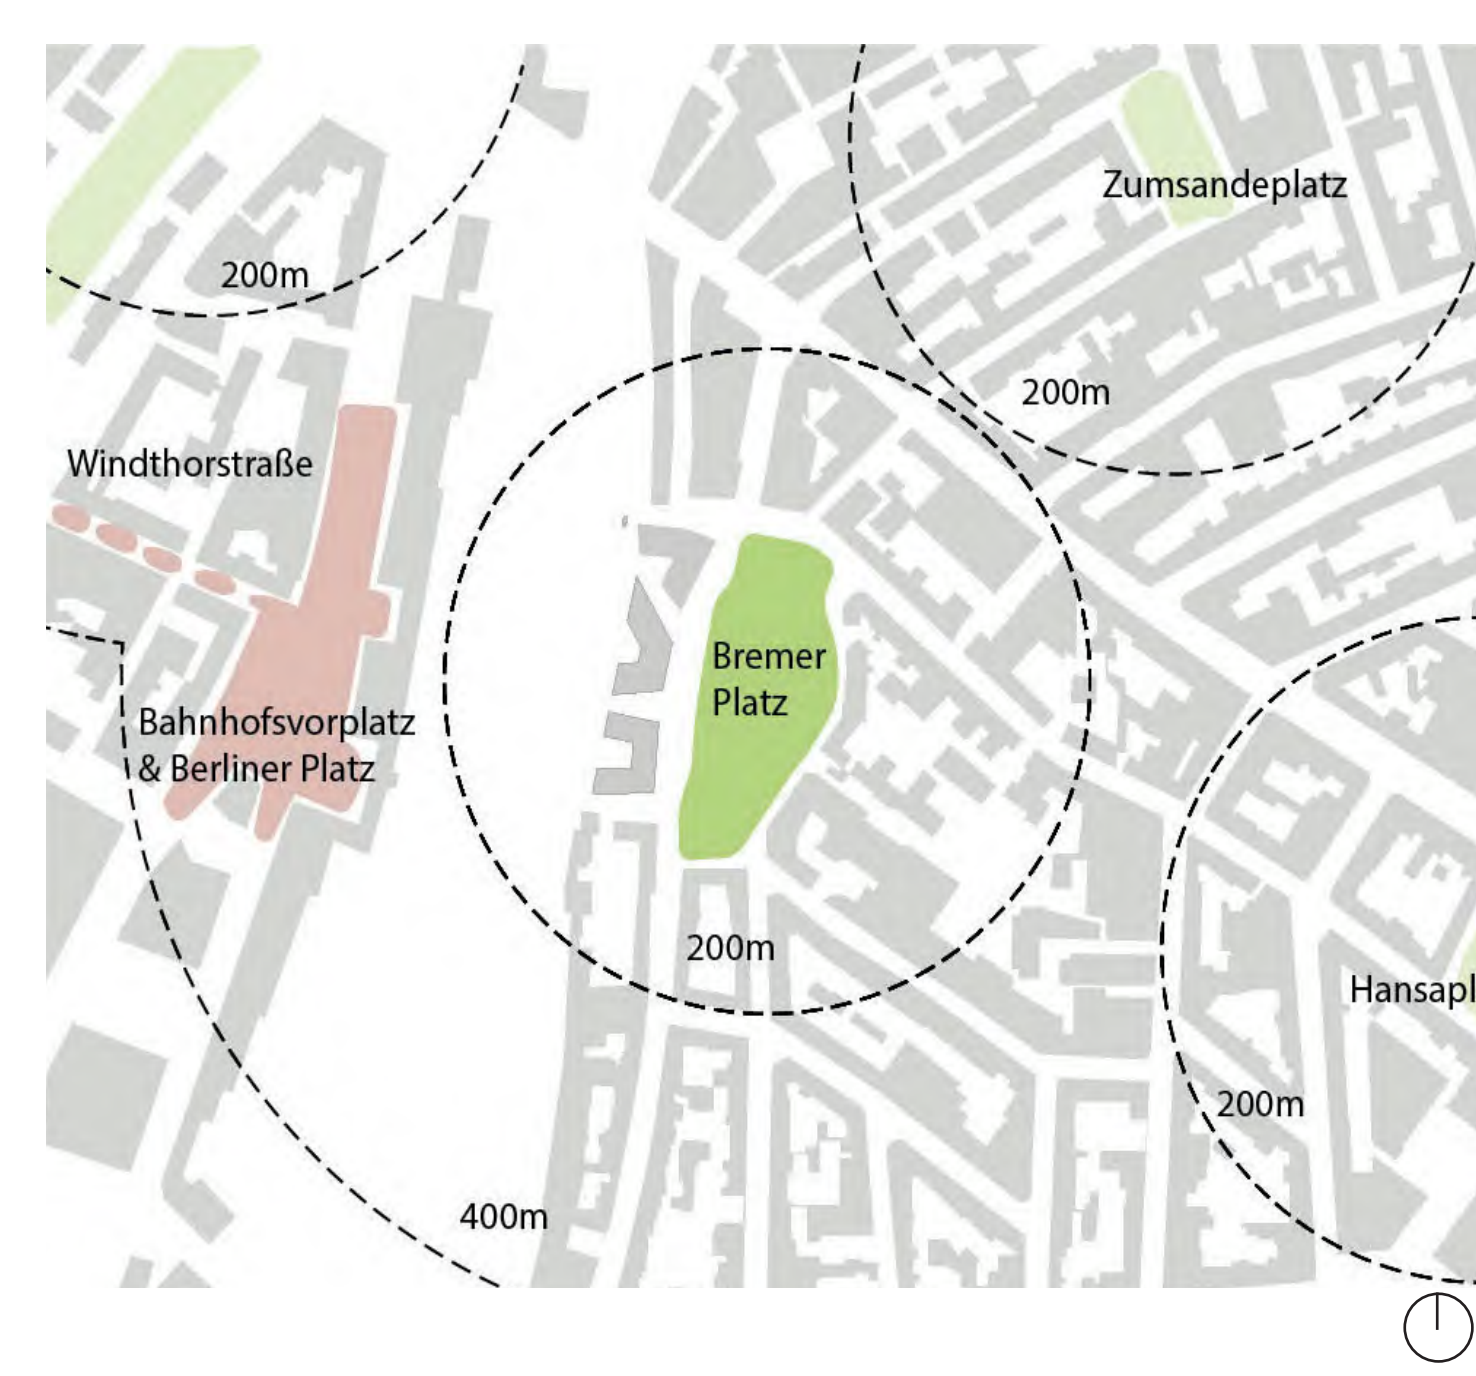 Zumsandeplatz
200m
200m
Windthorstraße
Bremer
Platz
Bahnhofsvorplatz
& Berliner Platz
200m
Hansapl
200m
400m